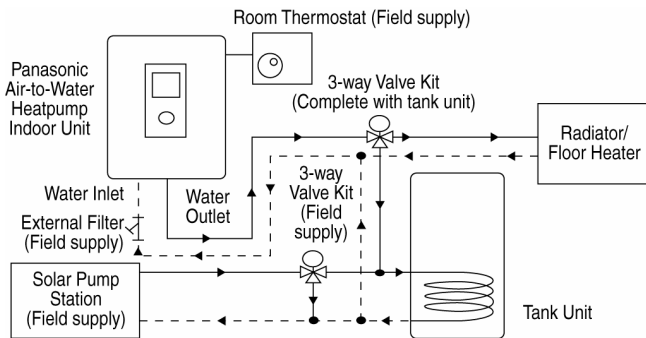 Room Thermostat (Field supply)
Panasonic
Air-to-Water
Heatpump
Indoor Unit
3-way Valve Kit
(Complete with tank unit)
Radiator/
Floor Heater
Water Inlet
Water
Outlet
3-way
Valve Kit
(Field
supply)
External Filter
(Field supply)
Solar Pump
Station
(Field supply)
Tank Unit